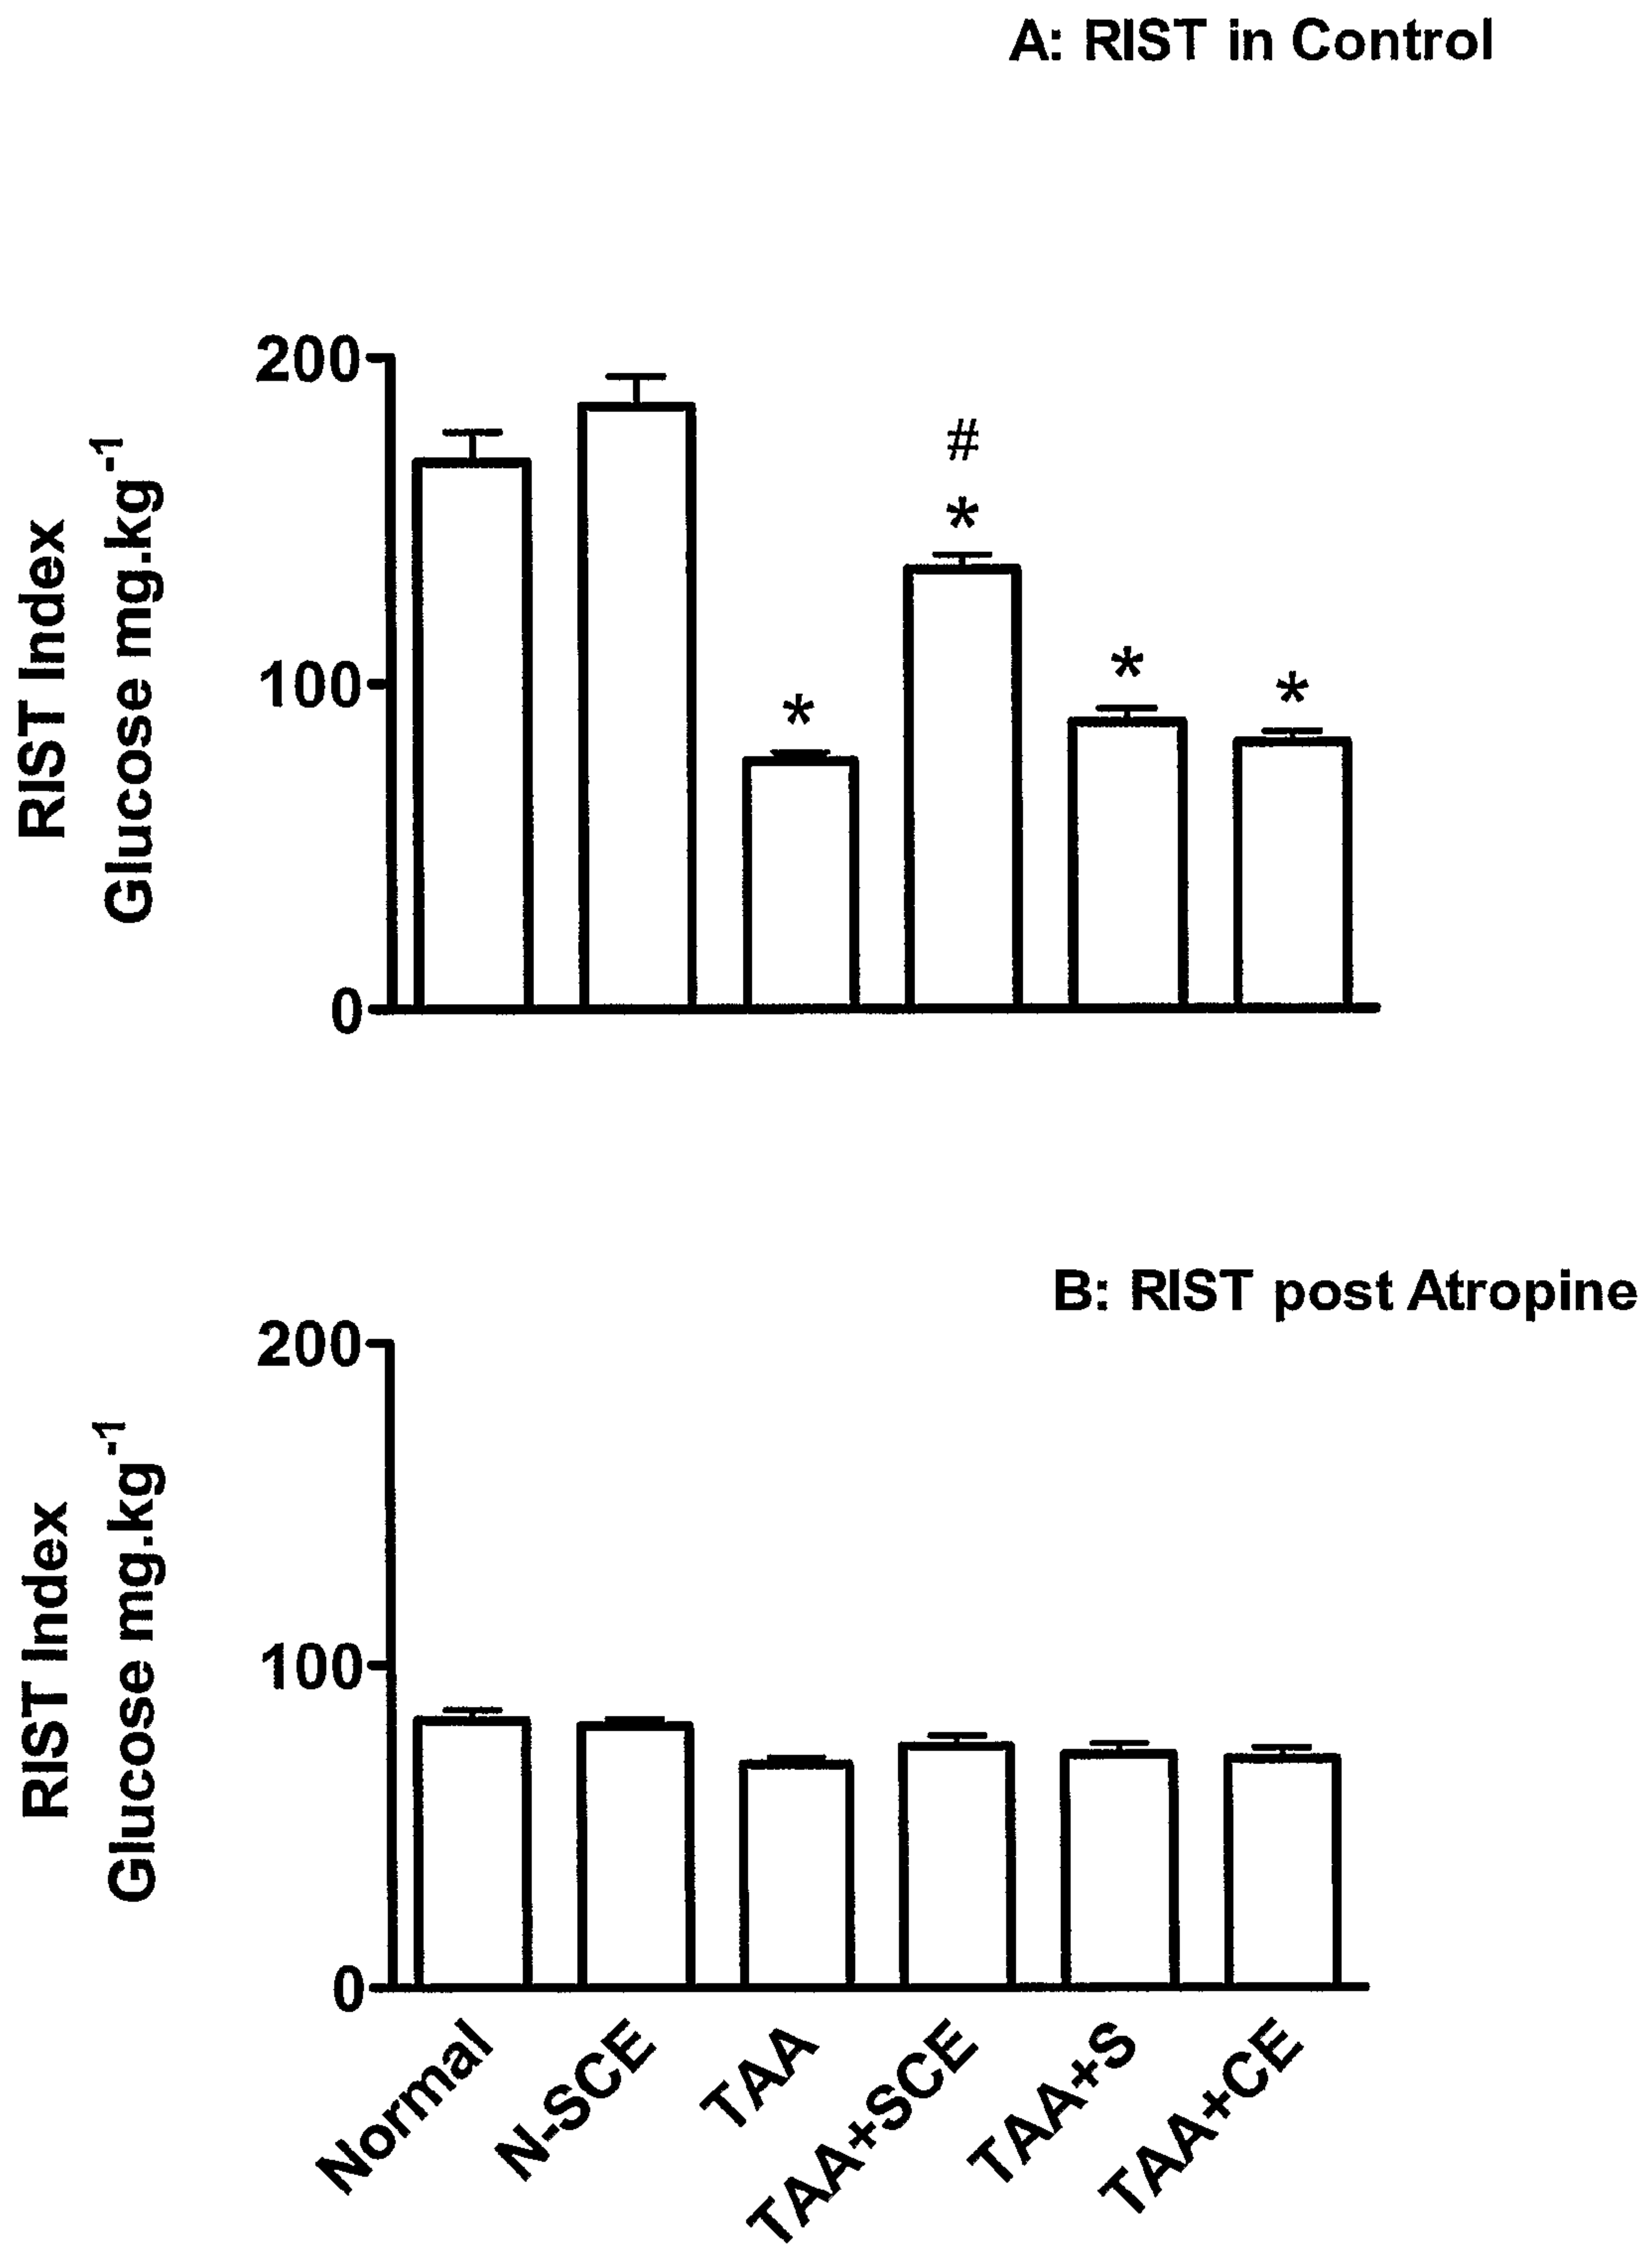 A: RIST in Control
RIST Index
Glucose mg.kg⁻¹
200
100
0
#
*
*
*
*
B: RIST post Atropine
RIST Index
Glucose mg.kg⁻¹
200
100
0
Normal
N-SCE
TAA
TAA+SCE
TAA+S
TAA+CE